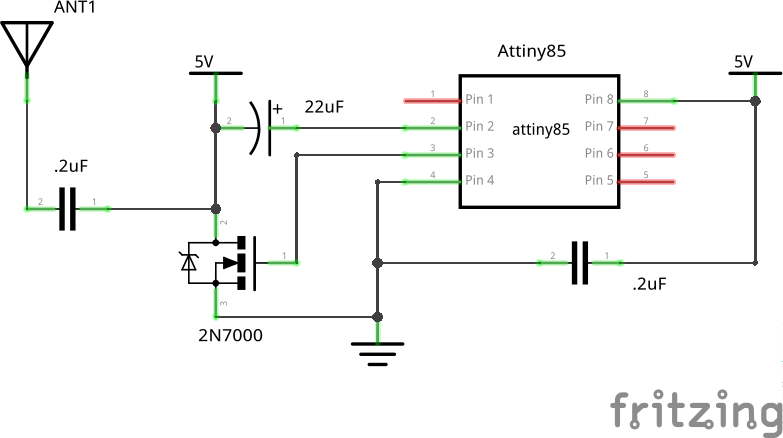 ANT1
Attiny85
5V
5V
1
Pin 1
Pin 8
8
2
1
+
22uF
2
Pin 2
attiny85
Pin 7
7
3
Pin 3
Pin 6
6
.2uF
4
Pin 4
Pin 5
5
2
1
2
1
2
1
.2uF
3
2N7000
fritzing